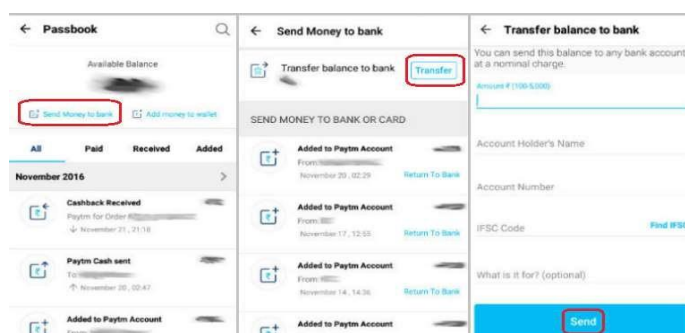 Passbook
Available Balance
Send Money to bank
Add money to wallet
All Paid Received Added
November 2016
Cashback Received
Paytm for Order
November 21, 21:18
Paytm Cash sent
To
November 20, 02:47
Added to Paytm Account
From
Send Money to bank
Transfer balance to bank
Transfer
SEND MONEY TO BANK OR CARD
Added to Paytm Account
From
November 20, 02:29 Return To Bank
Added to Paytm Account
From
November 17, 12:55 Return To Bank
Added to Paytm Account
From
November 14, 14:36 Return To Bank
Added to Paytm Account
Transfer balance to bank
You can send this balance to any bank account
at a nominal charge.
Amount ₹ (100-5,000)
Account Holder's Name
Account Number
IFSC Code Find IFS
What is it for? (optional)
Send